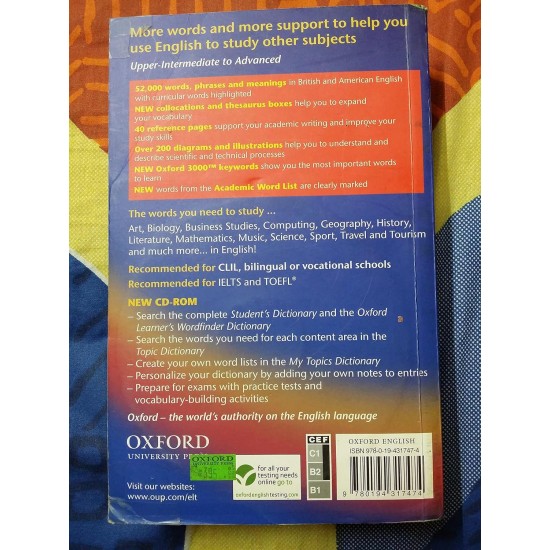 More words and more support to help you
use English to study other subjects
Upper-Intermediate to Advanced
52,000 words, phrases and meanings in British and American English
with curricular words highlighted
NEW collocations and thesaurus boxes help you to expand
your vocabulary
40 reference pages support your academic writing and improve your
study skills
Over 200 diagrams and illustrations help you to understand and
describe scientific and technical processes
NEW Oxford 3000™ keywords show you the most important words
to learn
NEW words from the Academic Word List are clearly marked
The words you need to study ...
Art, Biology, Business Studies, Computing, Geography, History,
Literature, Mathematics, Music, Science, Sport, Travel and Tourism
and much more... in English!
Recommended for CLIL, bilingual or vocational schools
Recommended for IELTS and TOEFL®
NEW CD-ROM
– Search the complete Student's Dictionary and the Oxford
Learner's Wordfinder Dictionary
– Search the words you need for each content area in the
Topic Dictionary
– Create your own word lists in the My Topics Dictionary
– Personalize your dictionary by adding your own notes to entries
– Prepare for exams with practice tests and
vocabulary-building activities
Oxford – the world's authority on the English language
OXFORD
UNIVERSITY
OXFORD
UNIVERSITY PRESS
Visit our websites:
www.oup.com/elt
for all your
testing needs
online go to
oxfordenglishtesting.com
CEF
C1
B2
B1
OXFORD ENGLISH
ISBN 978-0-19-431747-4
9 780194 317474